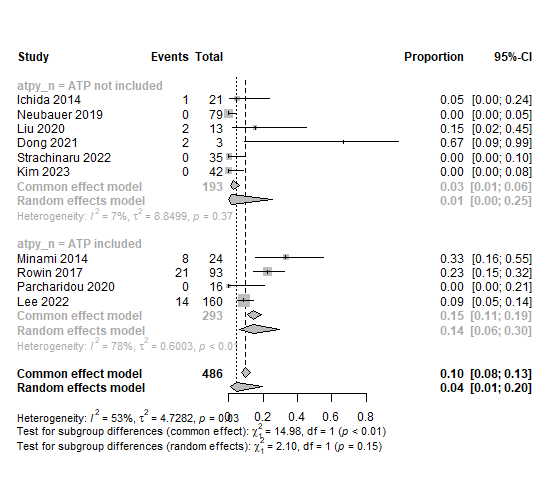 Study Events Total Proportion 95%-CI
atpy_n = ATP not included
Ichida 2014 1 21 0.05 [0.00; 0.24]
Neubauer 2019 0 79 0.00 [0.00; 0.05]
Liu 2020 2 13 0.15 [0.02; 0.45]
Dong 2021 2 3 0.67 [0.09; 0.99]
Strachinaru 2022 0 35 0.00 [0.00; 0.10]
Kim 2023 0 42 0.00 [0.00; 0.08]
Common effect model 193 0.03 [0.01; 0.06]
Random effects model 0.01 [0.00; 0.25]
Heterogeneity: I² = 7%, τ² = 8.8499, p = 0.37
atpy_n = ATP included
Minami 2014 8 24 0.33 [0.16; 0.55]
Rowin 2017 21 93 0.23 [0.15; 0.32]
Parcharidou 2020 0 16 0.00 [0.00; 0.21]
Lee 2022 14 160 0.09 [0.05; 0.14]
Common effect model 293 0.15 [0.11; 0.19]
Random effects model 0.14 [0.06; 0.30]
Heterogeneity: I² = 78%, τ² = 0.6003, p < 0.01
Common effect model 486 0.10 [0.08; 0.13]
Random effects model 0.04 [0.01; 0.20]
0 0.2 0.4 0.6 0.8
Heterogeneity: I² = 53%, τ² = 4.7282, p = 0.03
Test for subgroup differences (common effect): χ₁² = 14.98, df = 1 (p < 0.01)
Test for subgroup differences (random effects): χ₁² = 2.10, df = 1 (p = 0.15)